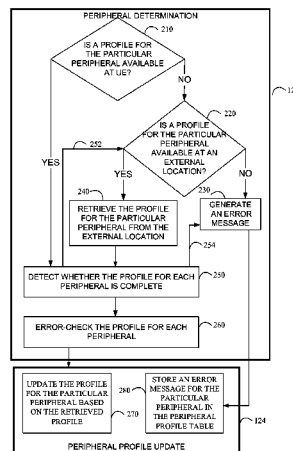 PERIPHERAL DETERMINATION
210
IS A PROFILE FOR
THE PARTICULAR
PERIPHERAL AVAILABLE
AT UE?
NO
12
220
252
IS A PROFILE
FOR THE PARTICULAR
PERIPHERAL
AVAILABLE AT AN
EXTERNAL
LOCATION?
YES
YES
NO
240
230
RETRIEVE THE PROFILE
FOR THE PARTICULAR
PERIPHERAL FROM THE
EXTERNAL LOCATION
GENERATE
AN ERROR
MESSAGE
254
DETECT WHETHER THE PROFILE FOR EACH
PERIPHERAL IS COMPLETE
250
ERROR-CHECK THE PROFILE FOR EACH
PERIPHERAL
260
UPDATE THE PROFILE
FOR THE PARTICULAR
PERIPHERAL BASED
ON THE RETRIEVED
PROFILE
270
280
STORE AN ERROR
MESSAGE FOR THE
PARTICULAR
PERIPHERAL IN THE
PERIPHERAL
PROFILE TABLE
124
PERIPHERAL PROFILE UPDATE